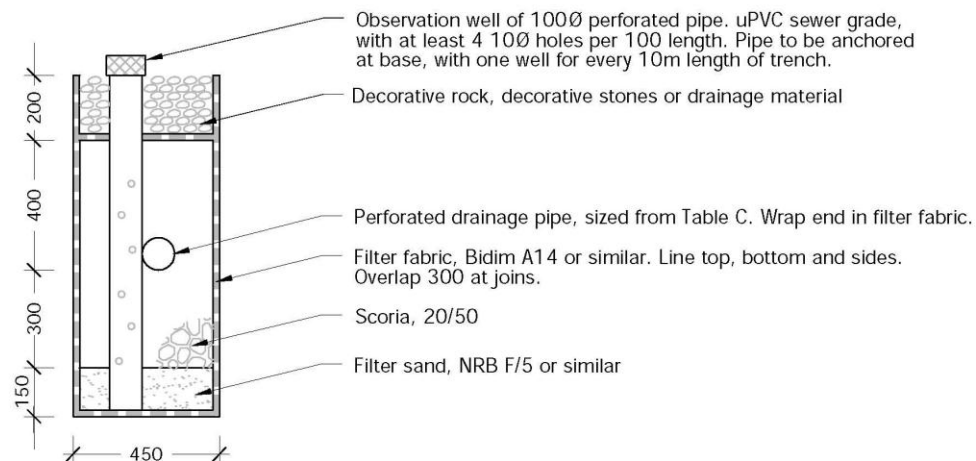 Observation well of 100Ø perforated pipe. uPVC sewer grade,
with at least 4 10Ø holes per 100 length. Pipe to be anchored
at base, with one well for every 10m length of trench.
Decorative rock, decorative stones or drainage material
200
400
Perforated drainage pipe, sized from Table C. Wrap end in filter fabric.
Filter fabric, Bidim A14 or similar. Line top, bottom and sides.
Overlap 300 at joins.
300
Scoria, 20/50
Filter sand, NRB F/5 or similar
150
450